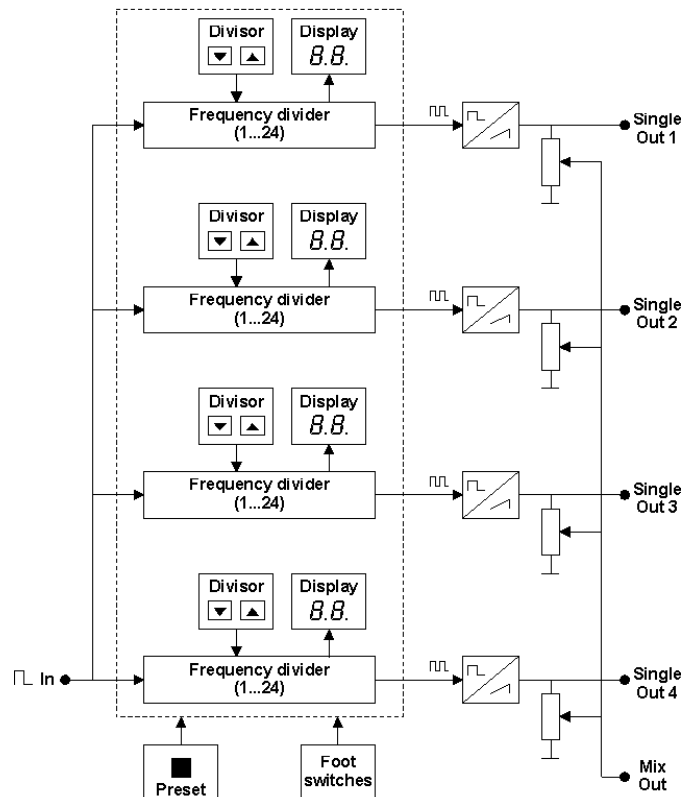 Divisor
Display
8.8.
Frequency divider
(1...24)
Single
Out 1
Divisor
Display
8.8.
Frequency divider
(1...24)
Single
Out 2
Divisor
Display
8.8.
Frequency divider
(1...24)
Single
Out 3
Divisor
Display
8.8.
Frequency divider
(1...24)
In
Single
Out 4
Preset
Foot
switches
Mix
Out